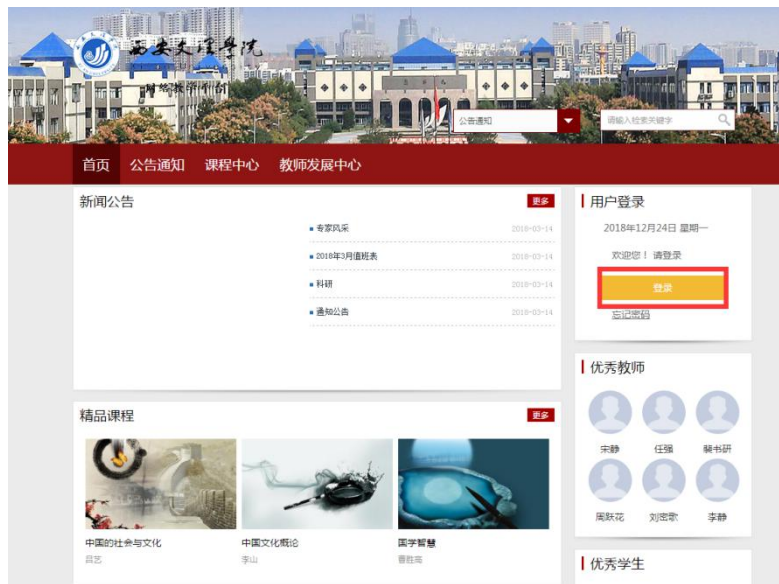 西安文理学院
网络教学平台
公告通知
请输入检索关键字
首页 公告通知 课程中心 教师发展中心
新闻公告
更多
专家风采 2018-03-14
2018年3月值班表 2018-03-14
科研 2018-03-14
通知公告 2018-03-14
用户登录
2018年12月24日 星期一
欢迎您！ 请登录
登录
忘记密码
优秀教师
宋静 任强 裴书研
周跃花 刘密歌 李静
精品课程
更多
中国的社会与文化
吕艺
中国文化概论
李山
国学智慧
曹胜高
优秀学生